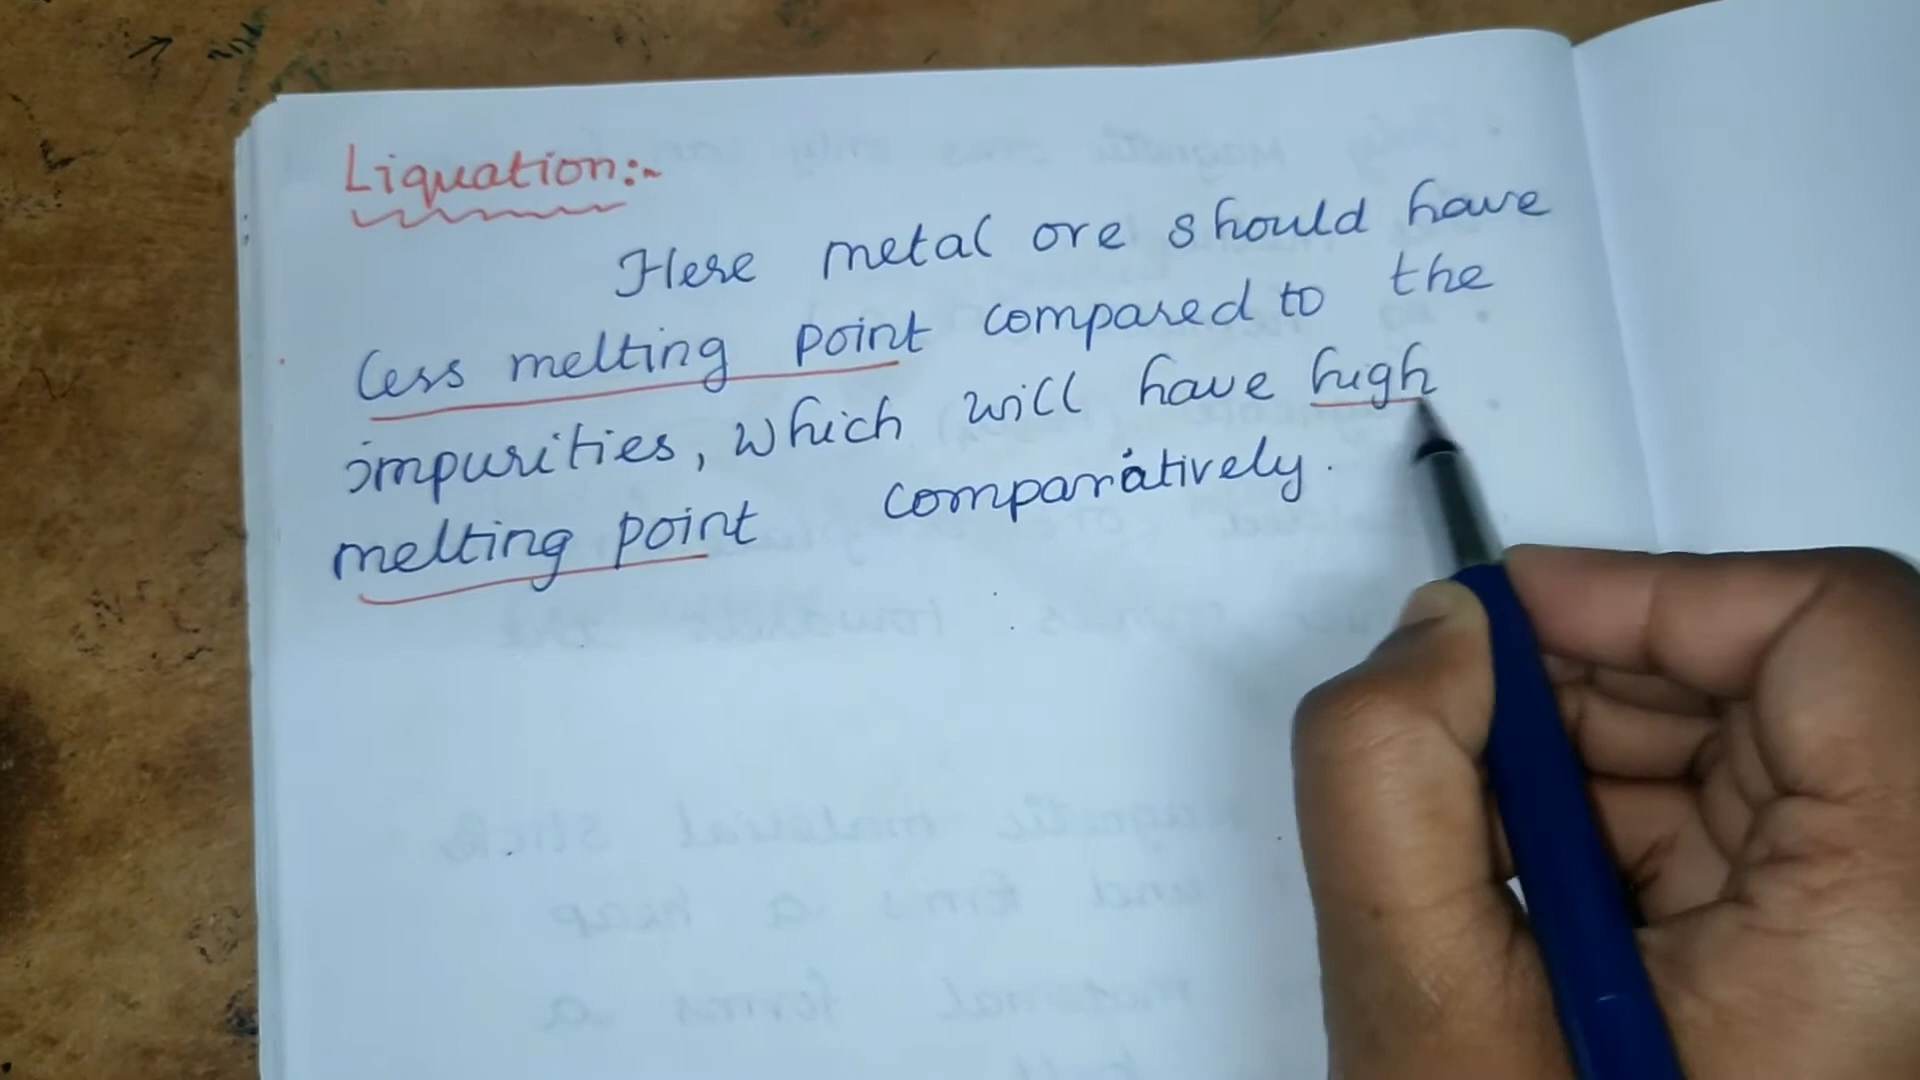 Liquation:-
Here metal ore should have
less melting point compared to the
impurities, which will have high
melting point comparatively.